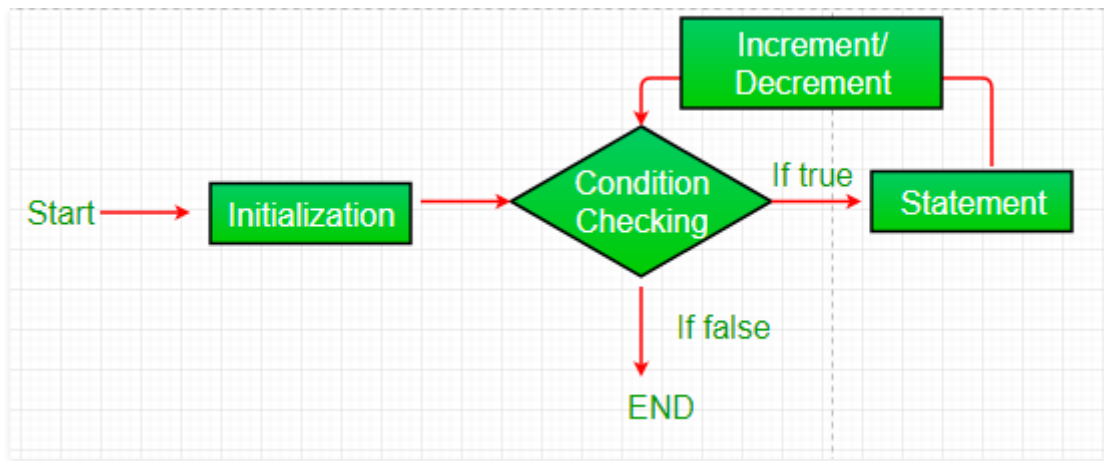 Increment/
Decrement
Start
Initialization
Condition
Checking
If true
Statement
If false
END